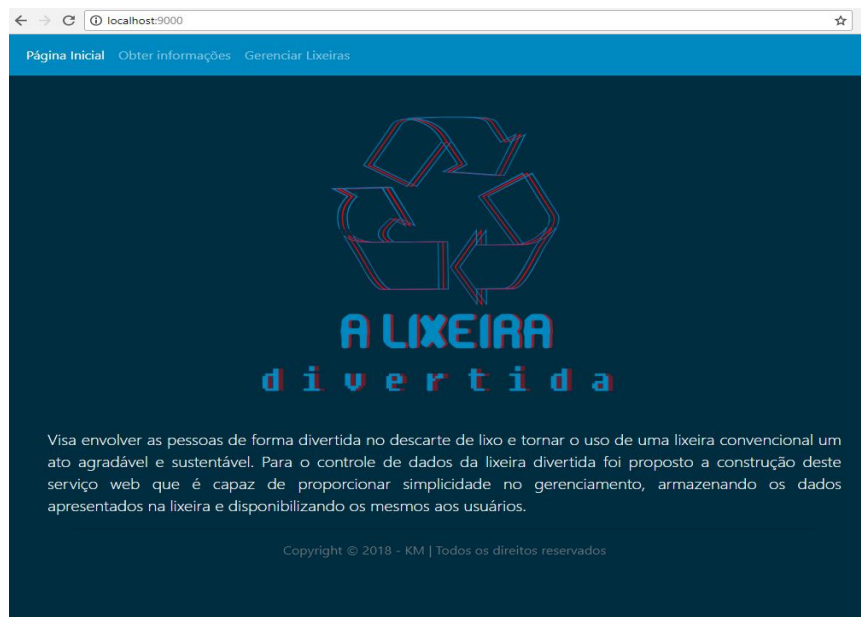 localhost:9000
Página Inicial Obter informações Gerenciar Lixeiras
A LIXEIRA
divertida
Visa envolver as pessoas de forma divertida no descarte de lixo e tornar o uso de uma lixeira convencional um
ato agradável e sustentável. Para o controle de dados da lixeira divertida foi proposto a construção deste
serviço web que é capaz de proporcionar simplicidade no gerenciamento, armazenando os dados
apresentados na lixeira e disponibilizando os mesmos aos usuários.
Copyright © 2018 - KM | Todos os direitos reservados